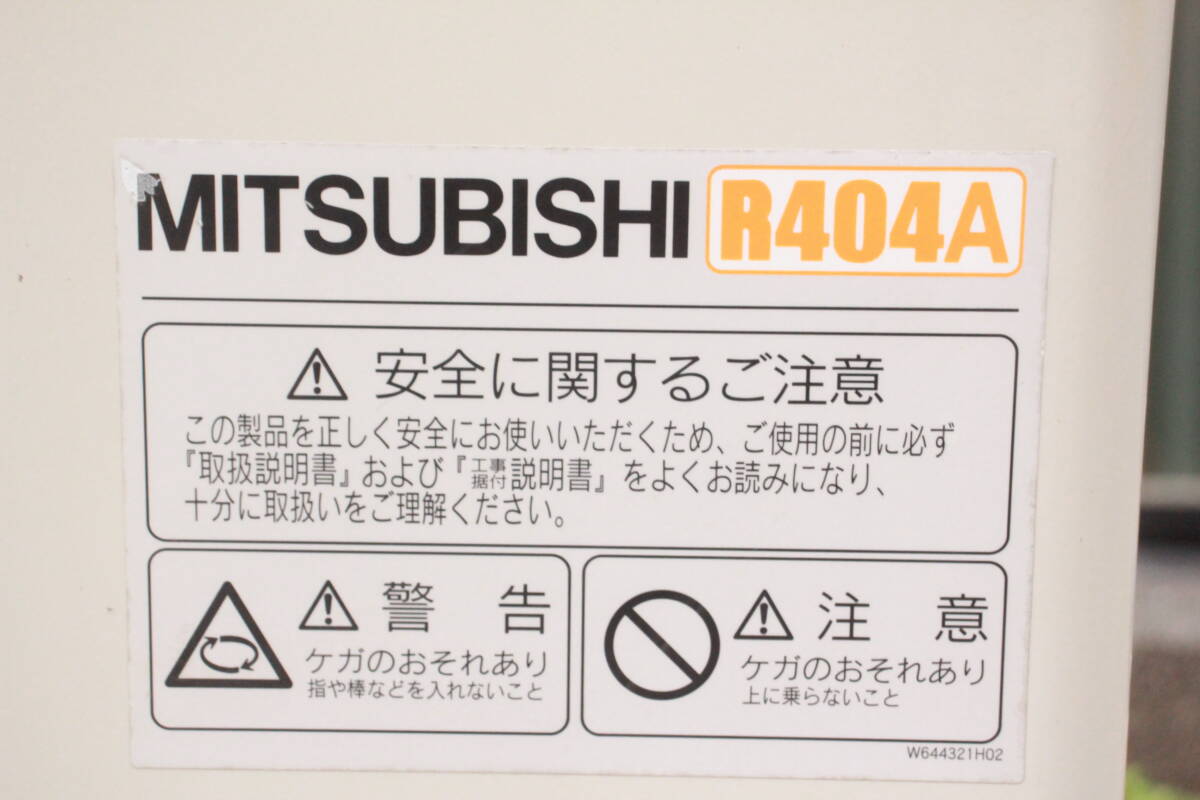 MITSUBISHI R404A
安全に関するご注意
この製品を正しく安全にお使いいただくため、ご使用の前に必ず
『取扱説明書』および『工事据付説明書』をよくお読みになり、
十分に取扱いをご理解ください。
警 告
ケガのおそれあり
指や棒などを入れないこと
注 意
ケガのおそれあり
上に乗らないこと
W644321H02